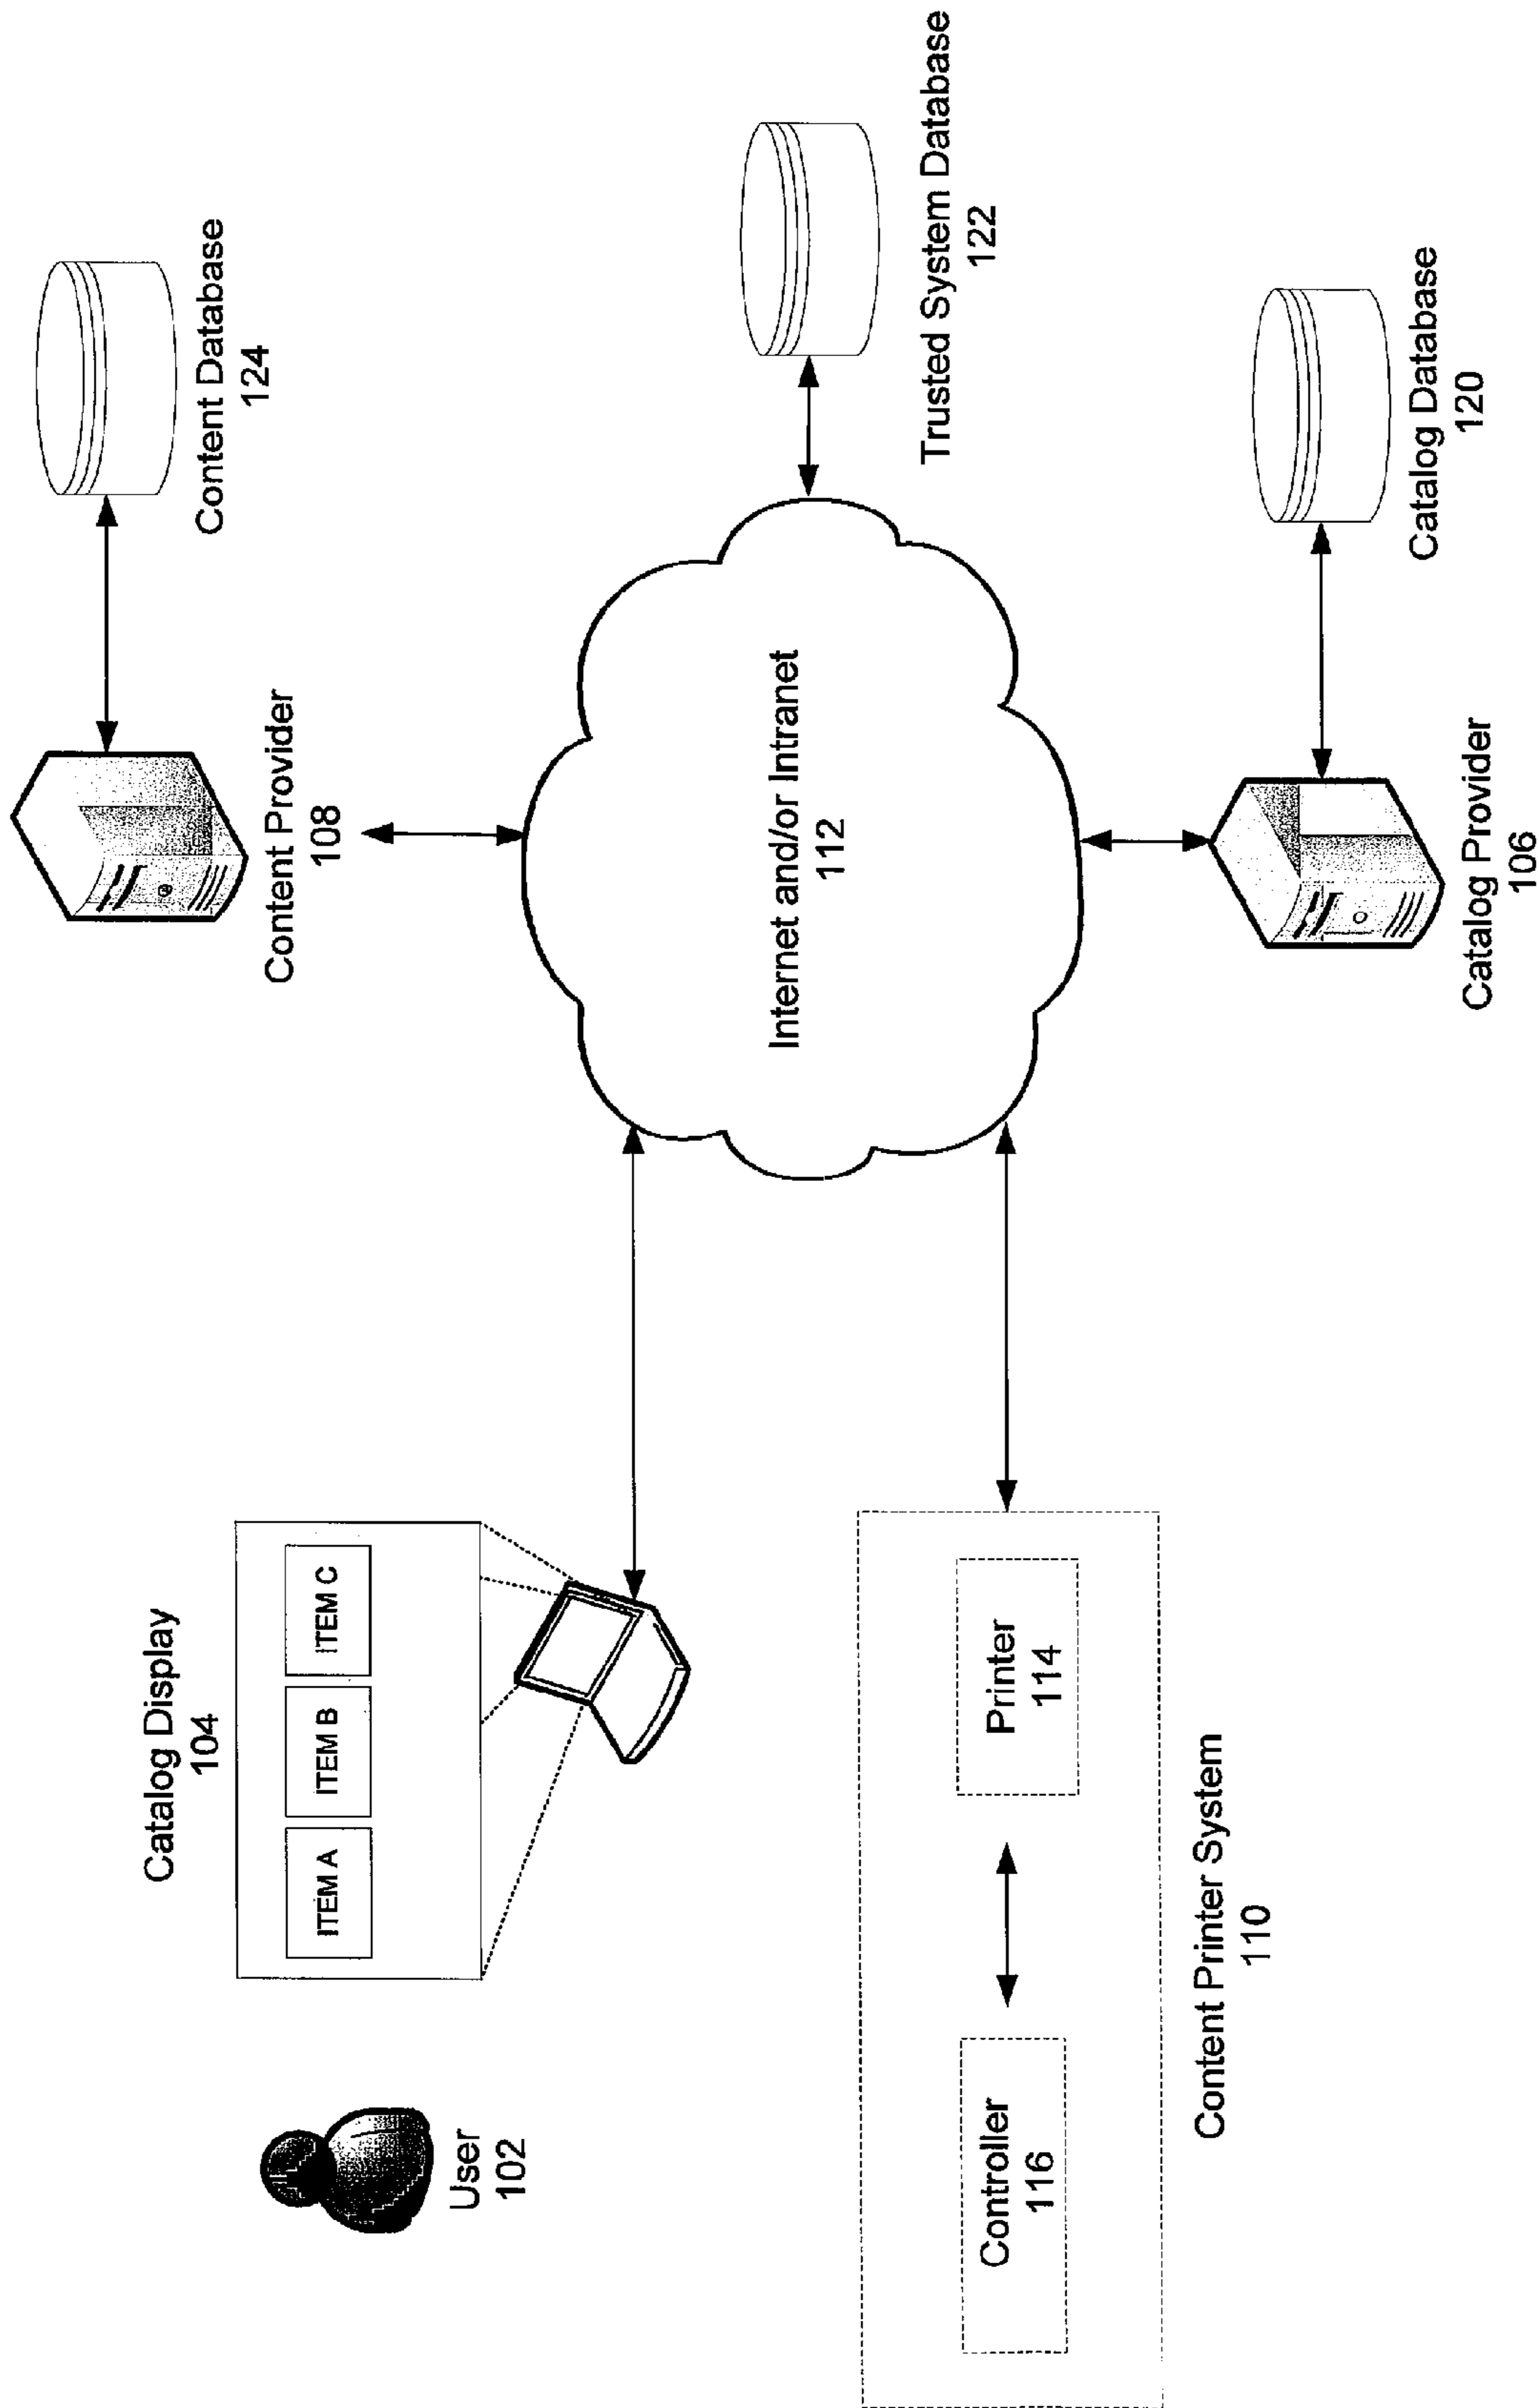 User
102
Catalog Display
104
ITEM A
ITEM B
ITEM C
Content Provider
108
Content Database
124
Internet and/or Intranet
112
Trusted System Database
122
Controller
116
Printer
114
Content Printer System
110
Catalog Provider
106
Catalog Database
120